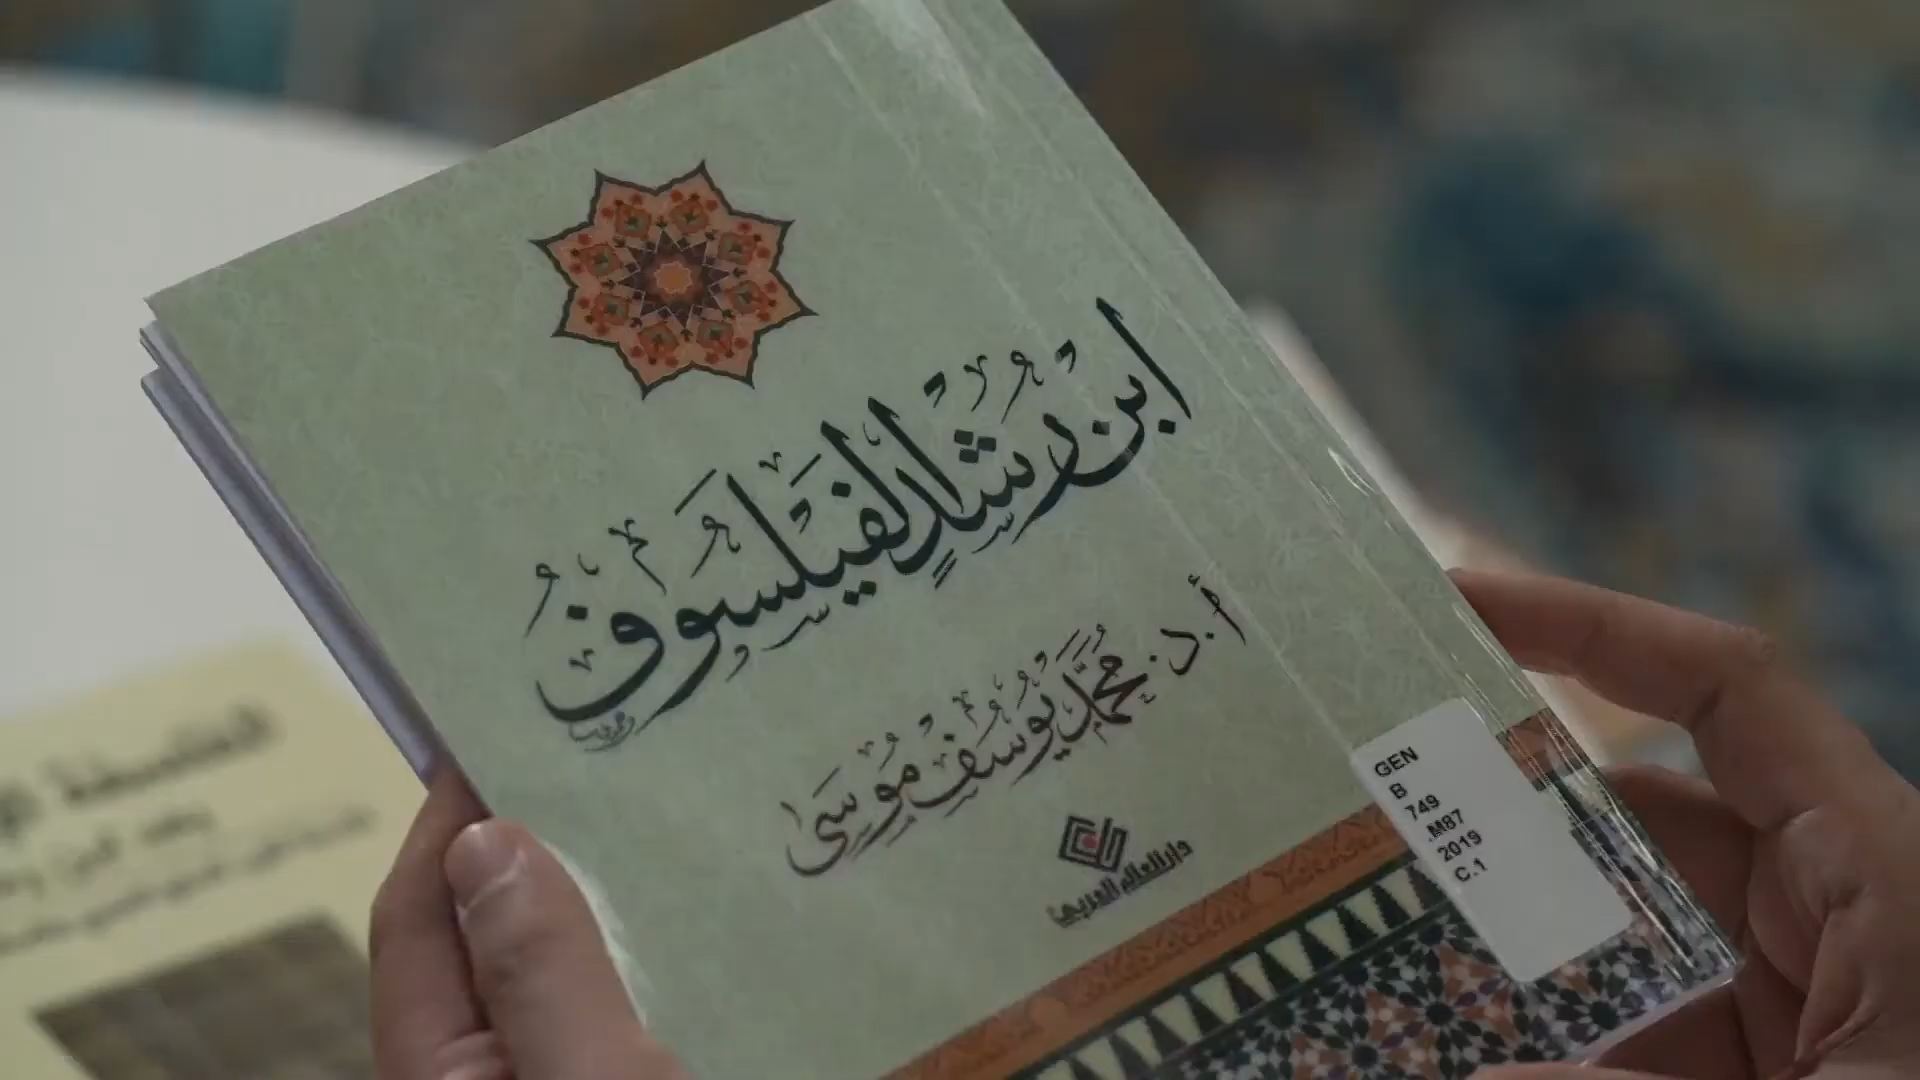 ابن رشد الفيلسوف
أ.د. محمد يوسف موسى
دار العالم العربي
GEN
B
749
.M87
2019
C.1